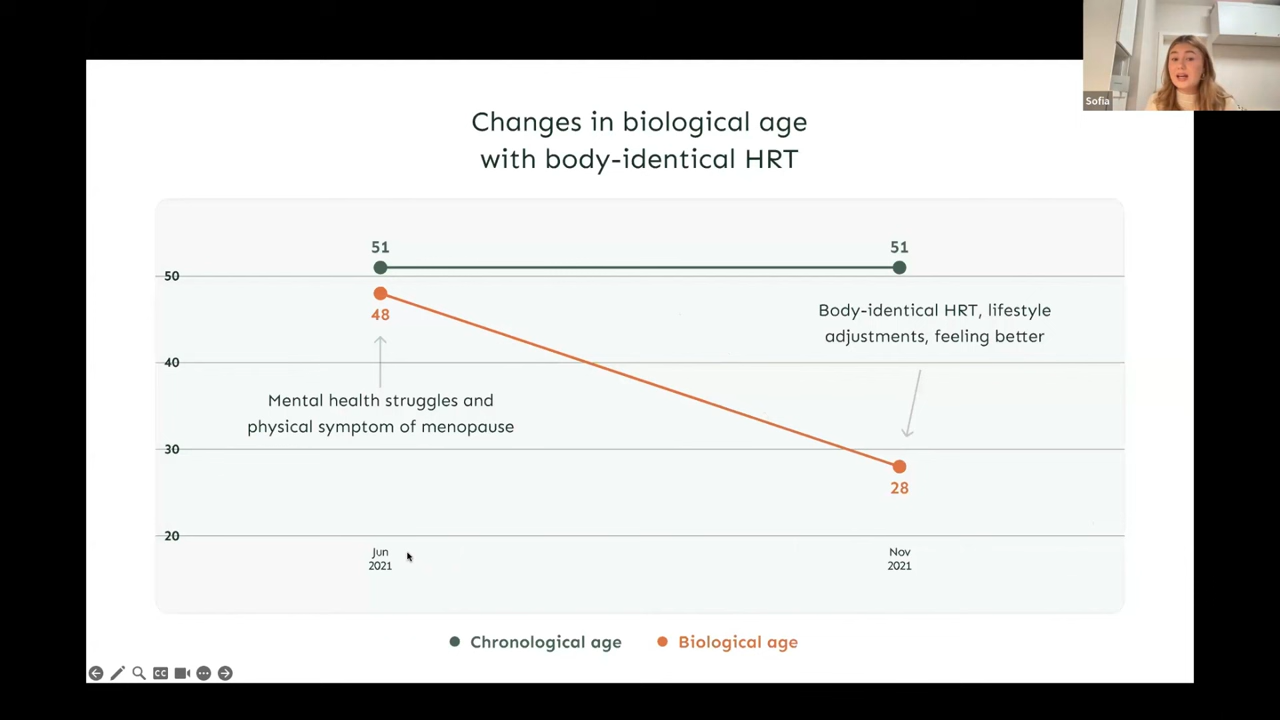 Sofia
Changes in biological age
with body-identical HRT
51
51
50
48
Body-identical HRT, lifestyle
adjustments, feeling better
40
Mental health struggles and
physical symptom of menopause
30
28
20
Jun
2021
Nov
2021
Chronological age
Biological age
CC